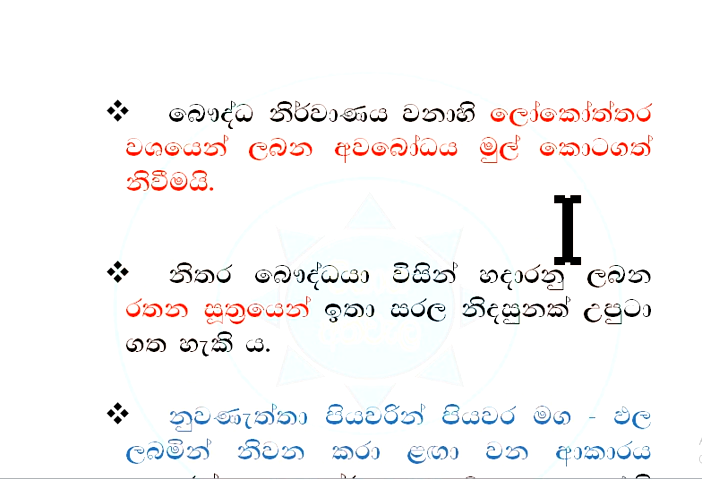 ❖ බෞද්ධ නිර්වාණය වනාහි ලෝකෝත්තර
වශයෙන් ලබන අවබෝධය මුල් කොටගත්
නිවීමයි.
❖ නිතර බෞද්ධයා විසින් හදාරනු ලබන
රතන සූත්‍රයෙන් ඉතා සරල නිදසුනක් උපුටා
ගත හැකි ය.
❖ නුවණැත්තා පියවරින් පියවර මග - ඵල
ලබමින් නිවන කරා ළඟා වන ආකාරය